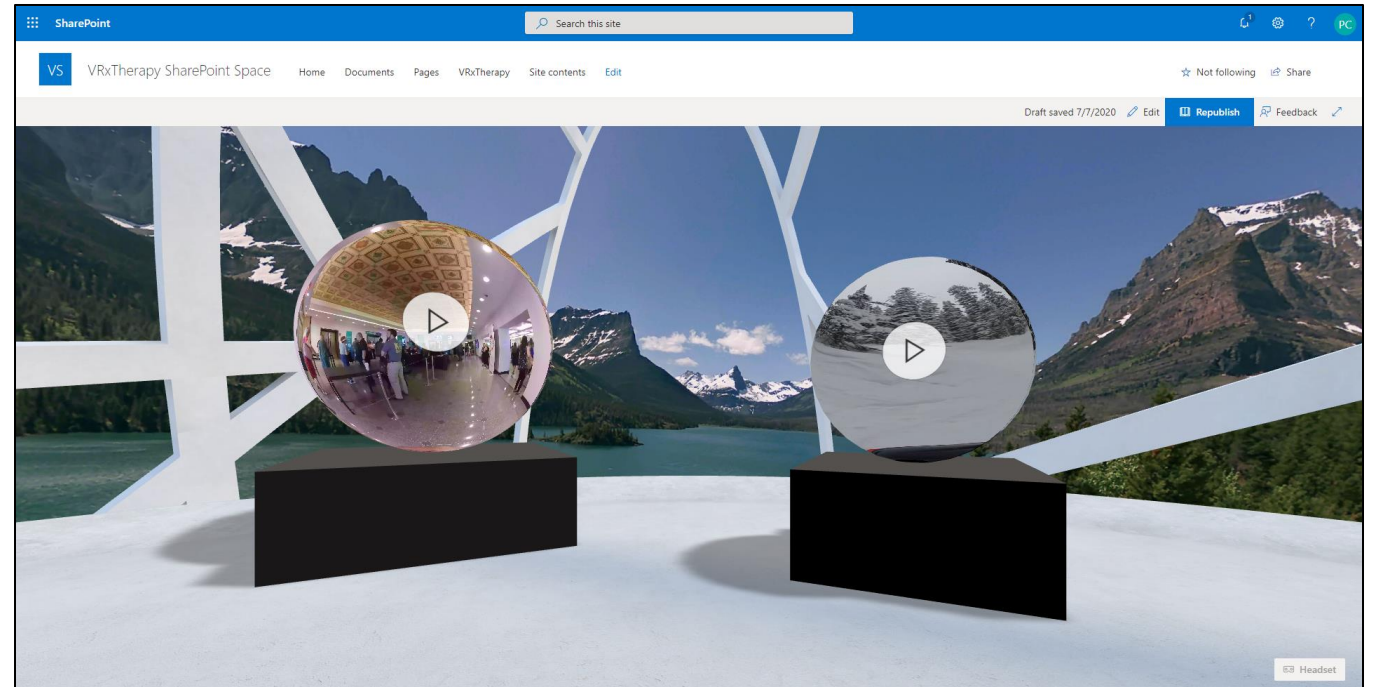 SharePoint
Search this site
1
?
PC
VS
VRxTherapy SharePoint Space
Home Documents Pages VRxTherapy Site contents Edit
Not following Share
Draft saved 7/7/2020 Edit Republish Feedback
Headset